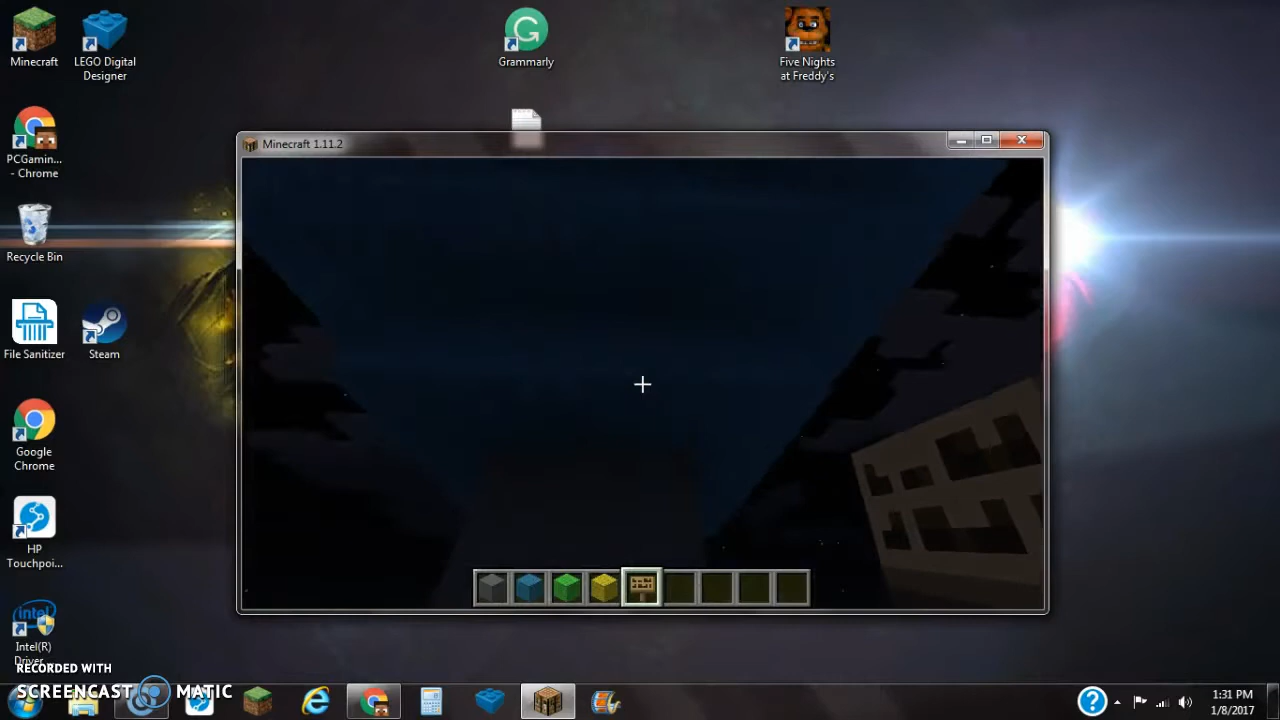 Minecraft
LEGO Digital
Designer
Grammarly
Five Nights
at Freddy's
PCGamin...
- Chrome
Minecraft 1.11.2
Recycle Bin
File Sanitizer
Steam
Google
Chrome
HP
Touchpoi...
Intel(R)
Driver
RECORDED WITH
SCREENCAST MATIC
1:31 PM
1/8/2017